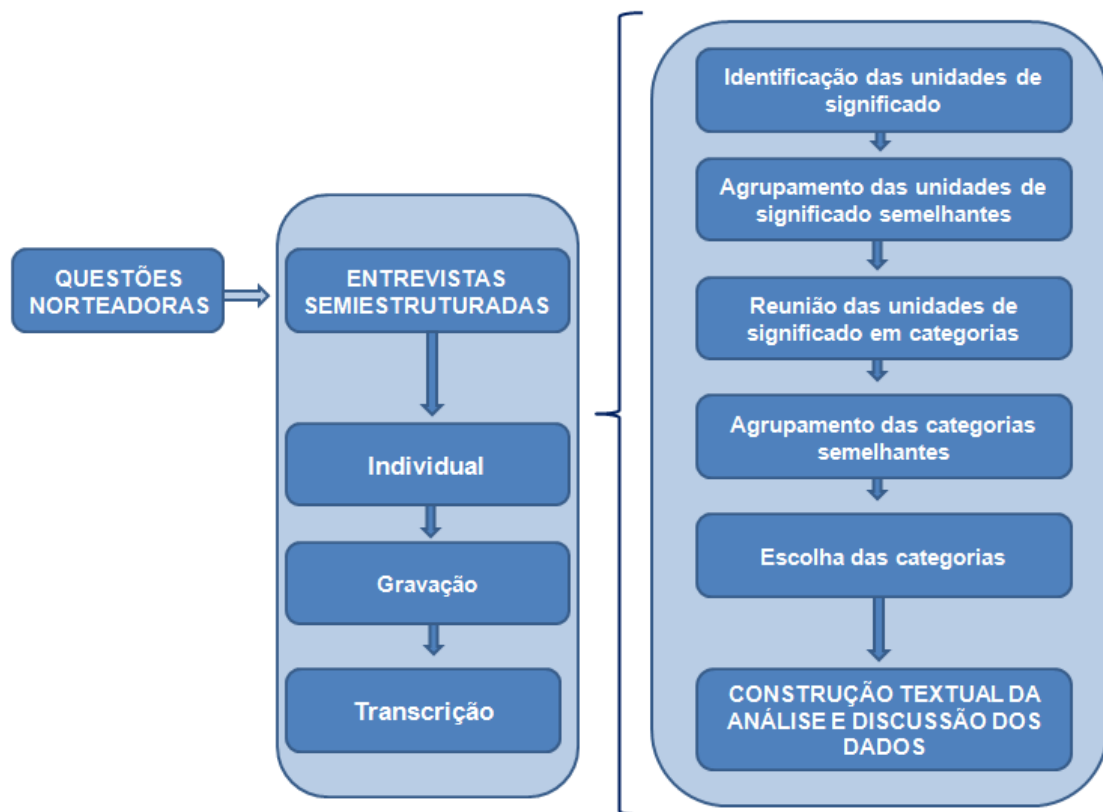 QUESTÕES
NORTEADORAS
ENTREVISTAS
SEMIESTRUTURADAS
Individual
Gravação
Transcrição
Identificação das unidades de
significado
Agrupamento das unidades de
significado semelhantes
Reunião das unidades de
significado em categorias
Agrupamento das categorias
semelhantes
Escolha das categorias
CONSTRUÇÃO TEXTUAL DA
ANÁLISE E DISCUSSÃO DOS
DADOS